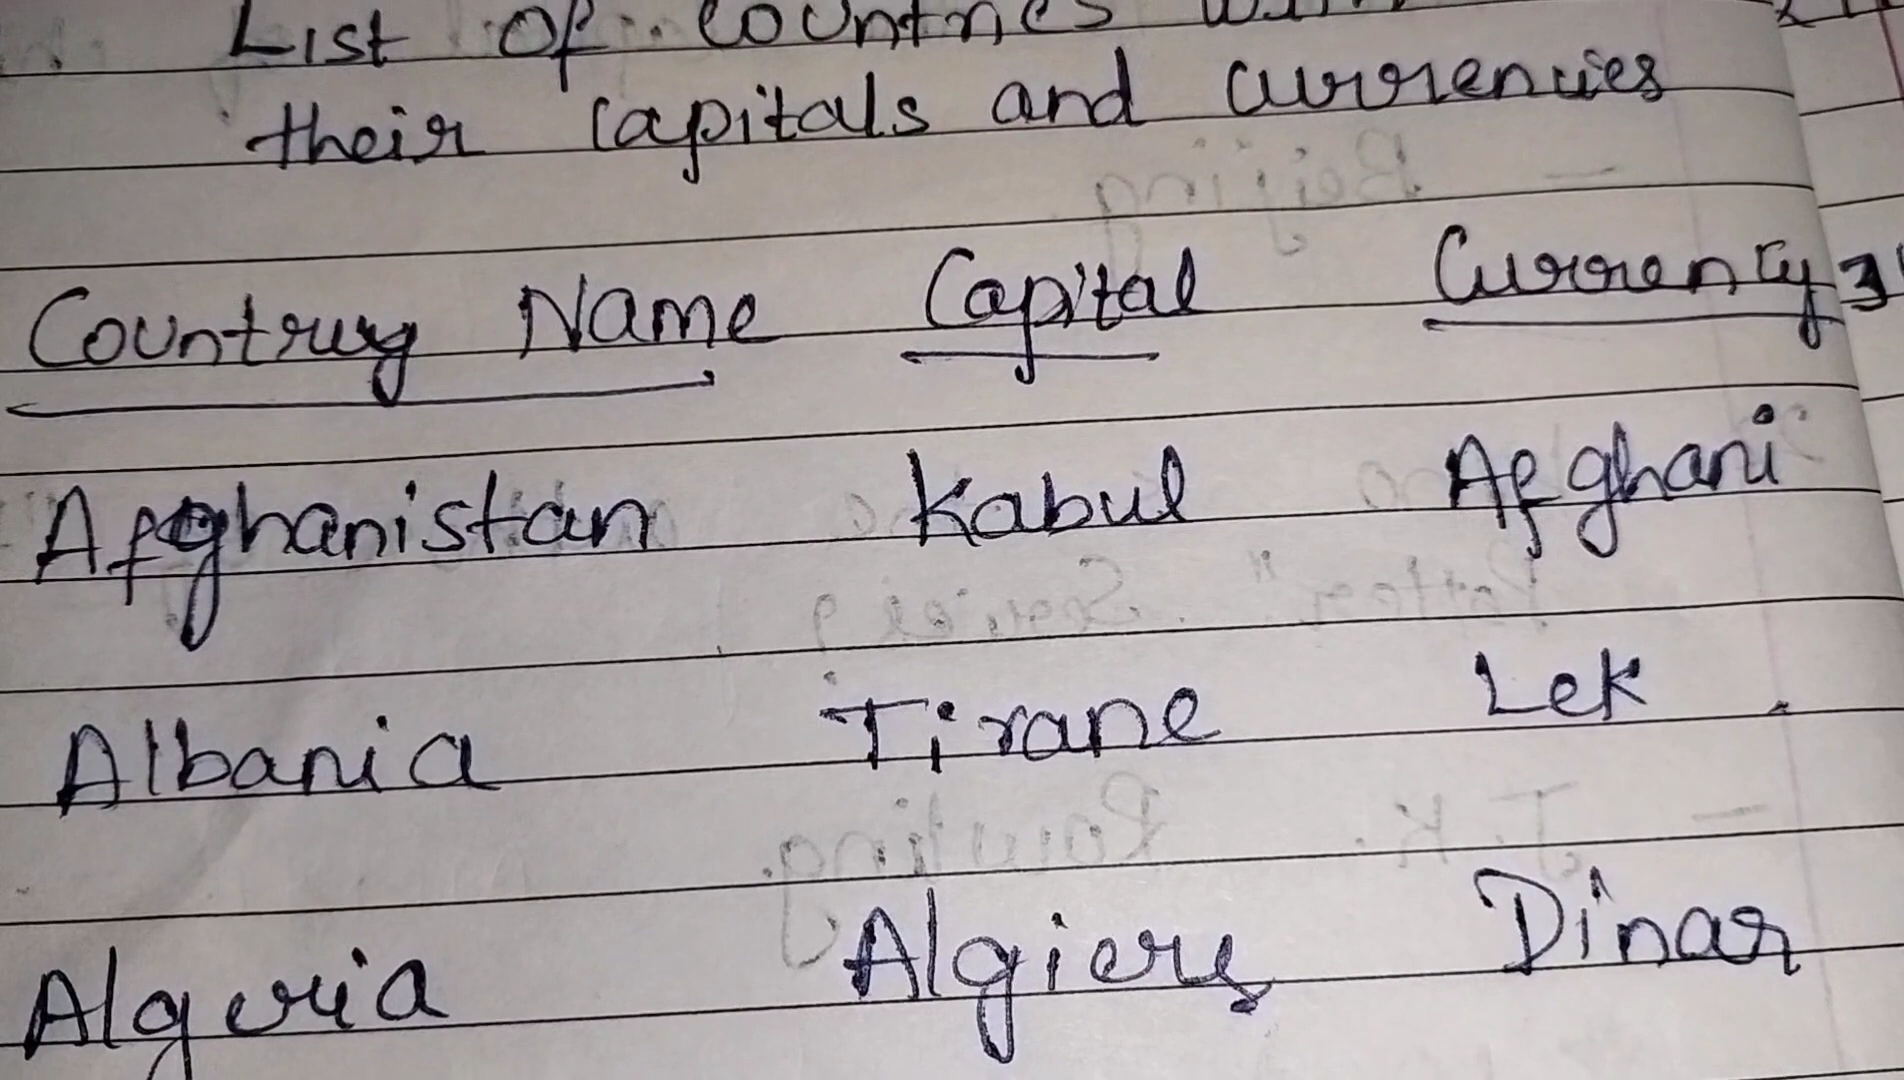 List of Countries with
their Capitals and currencies
Country Name Capital Currency
Afghanistan Kabul Afghani
Albania Tirane Lek
Algeria Algiers Dinar